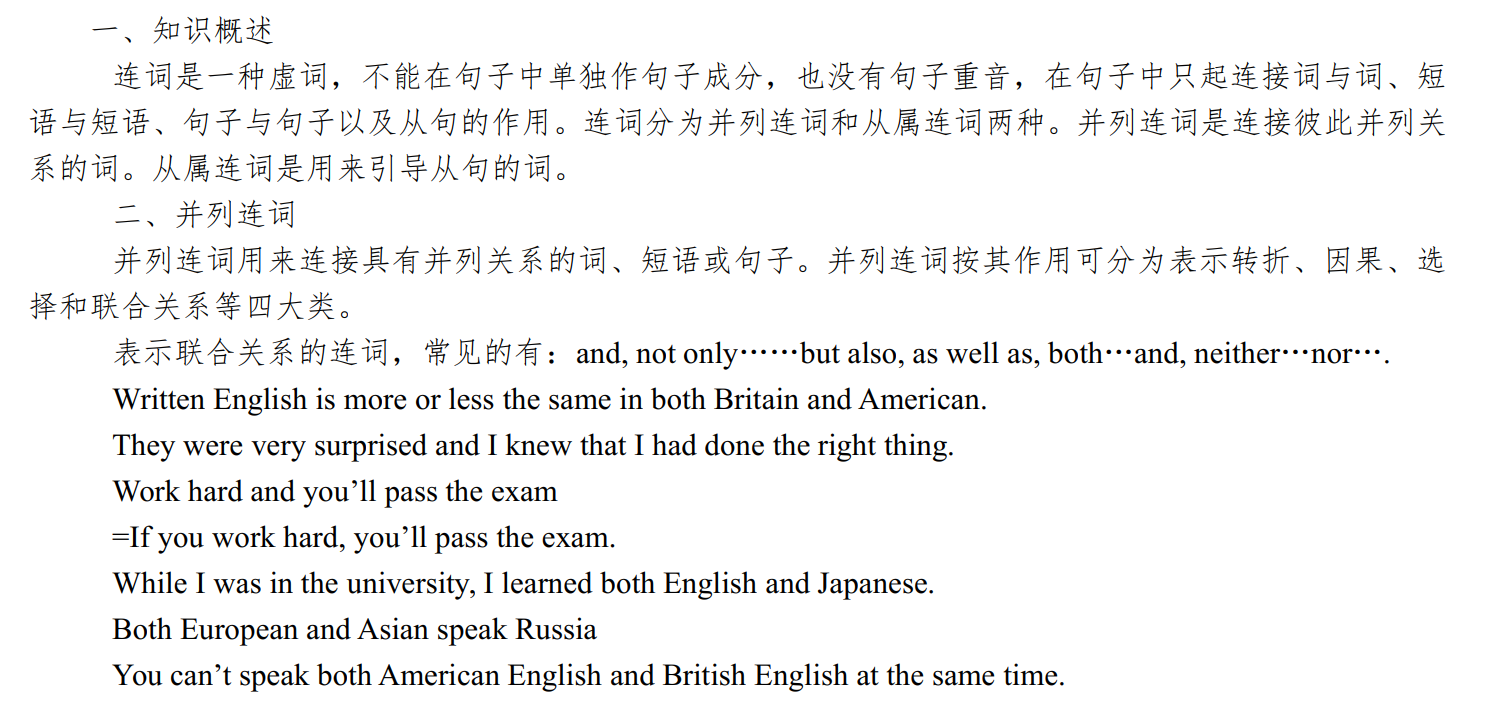 一、知识概述
连词是一种虚词，不能在句子中单独作句子成分，也没有句子重音，在句子中只起连接词与词、短
语与短语、句子与句子以及从句的作用。连词分为并列连词和从属连词两种。并列连词是连接彼此并列关
系的词。从属连词是用来引导从句的词。
二、并列连词
并列连词用来连接具有并列关系的词、短语或句子。并列连词按其作用可分为表示转折、因果、选
择和联合关系等四大类。
表示联合关系的连词，常见的有：and, not only……but also, as well as, both…and, neither…nor….
Written English is more or less the same in both Britain and American.
They were very surprised and I knew that I had done the right thing.
Work hard and you’ll pass the exam
=If you work hard, you’ll pass the exam.
While I was in the university, I learned both English and Japanese.
Both European and Asian speak Russia
You can’t speak both American English and British English at the same time.